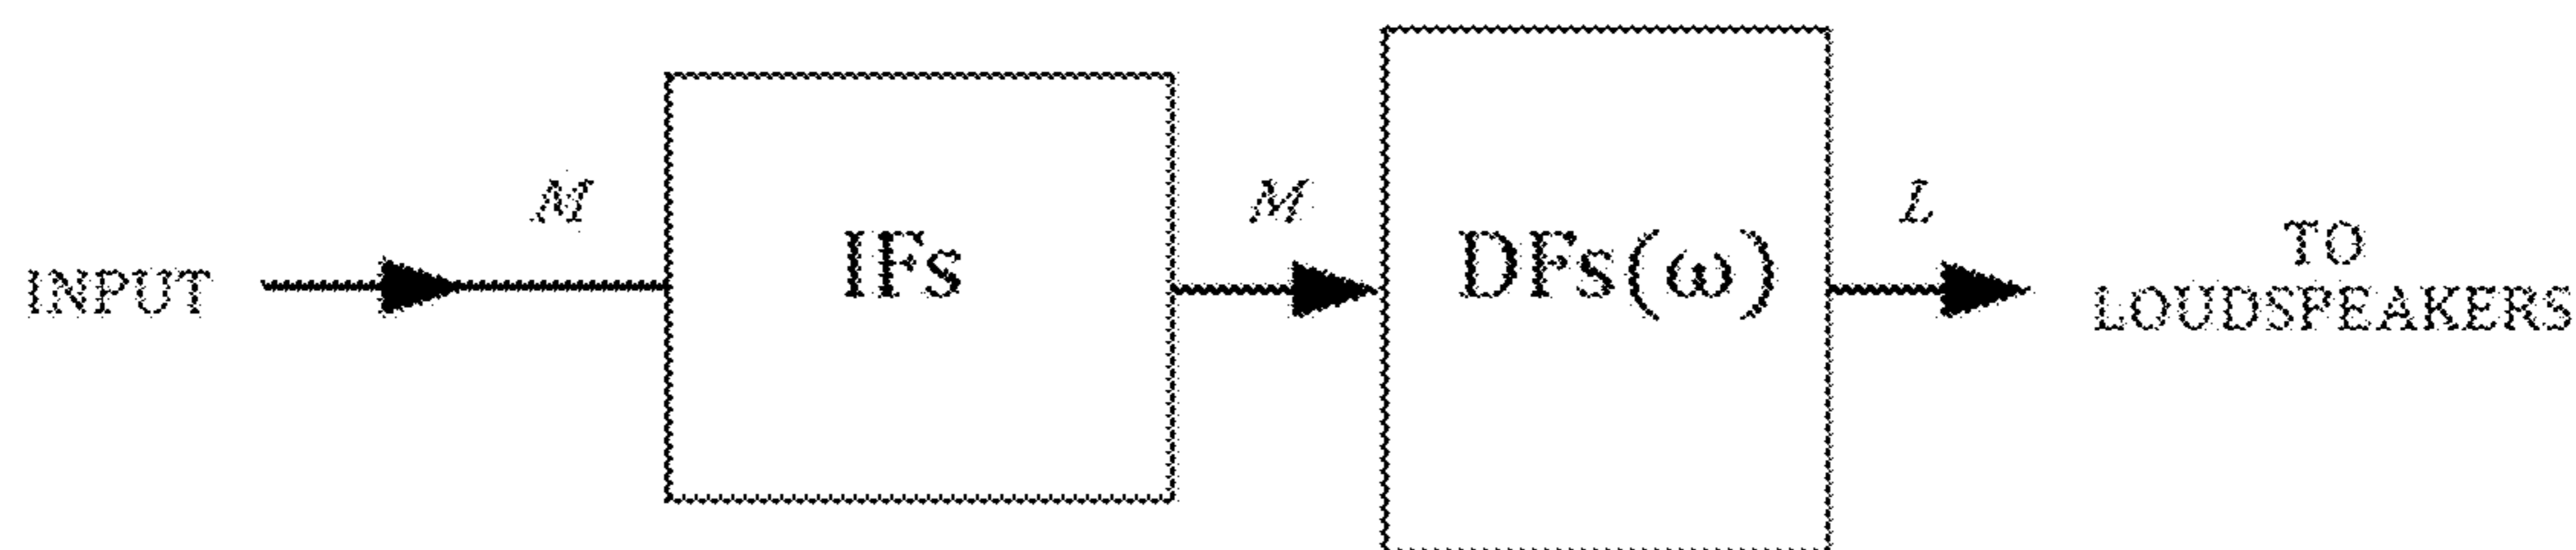 INPUT
M
IFs
M
DFs(ω)
L
TO
LOUDSPEAKERS